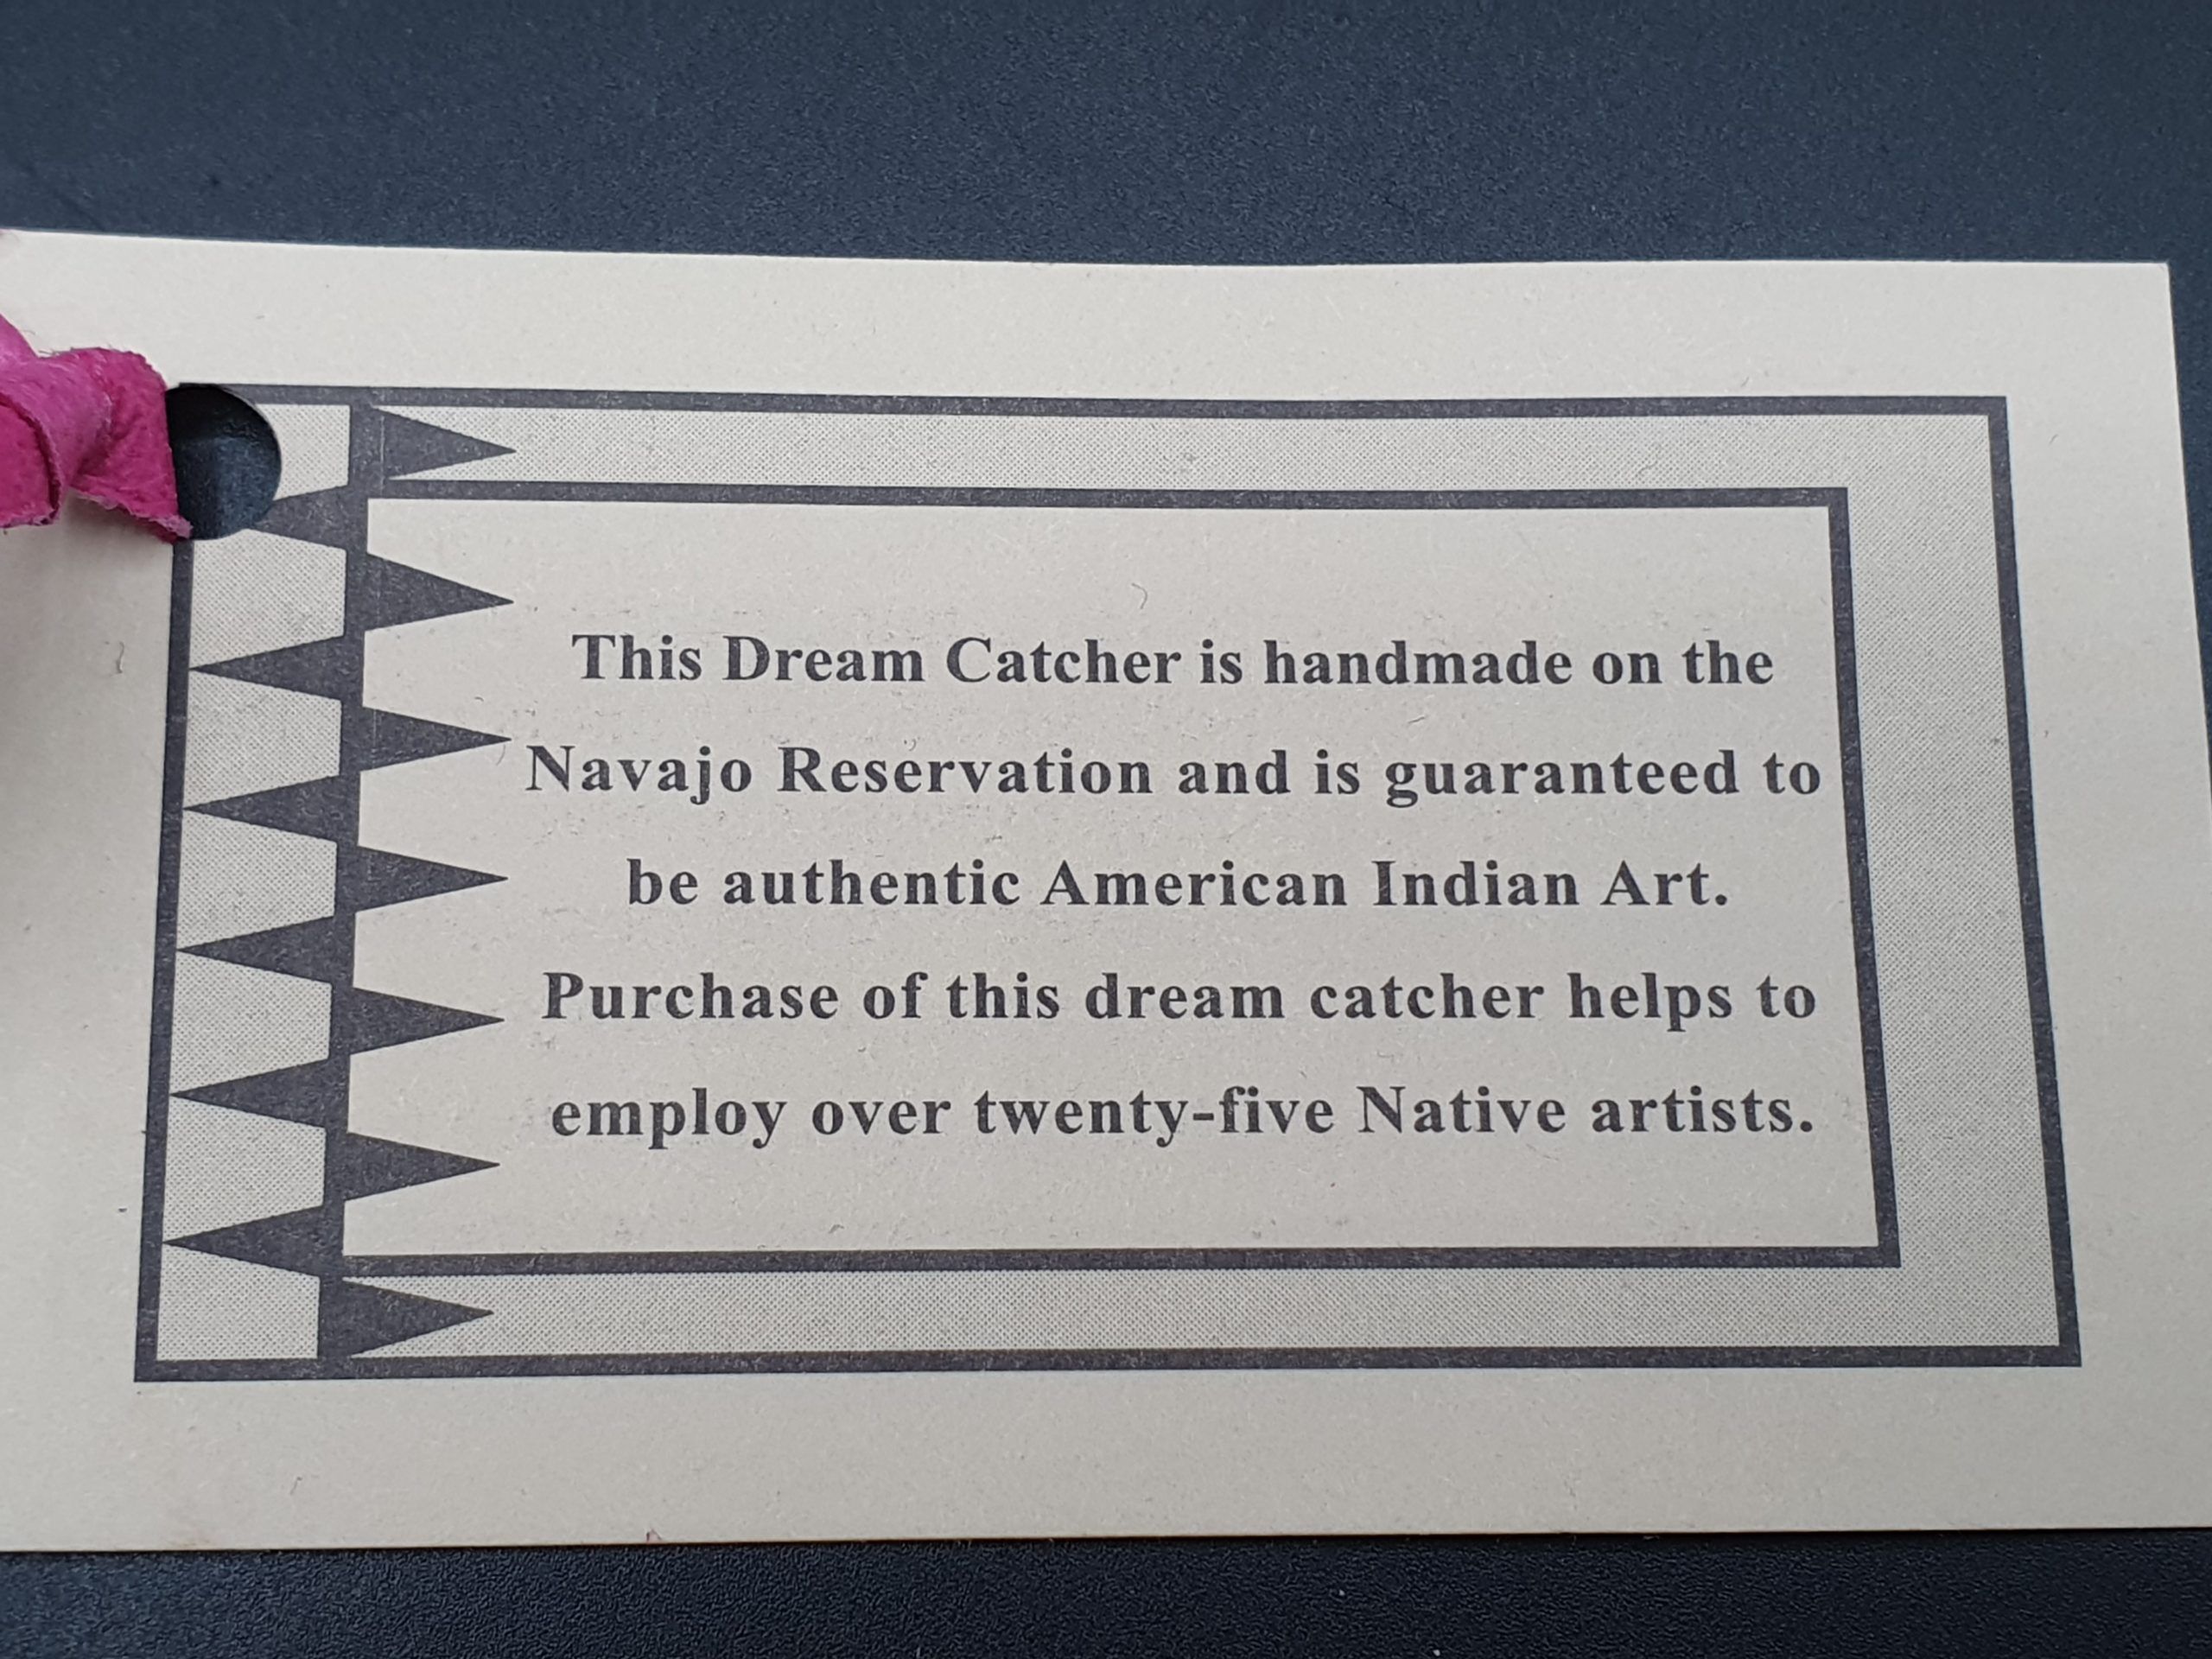 This Dream Catcher is handmade on the
Navajo Reservation and is guaranteed to
be authentic American Indian Art.
Purchase of this dream catcher helps to
employ over twenty-five Native artists.